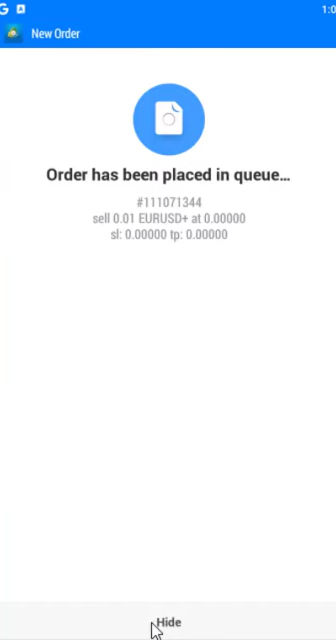 New Order
Order has been placed in queue...
#111071344
sell 0.01 EURUSD+ at 0.00000
sl: 0.00000 tp: 0.00000
Hide